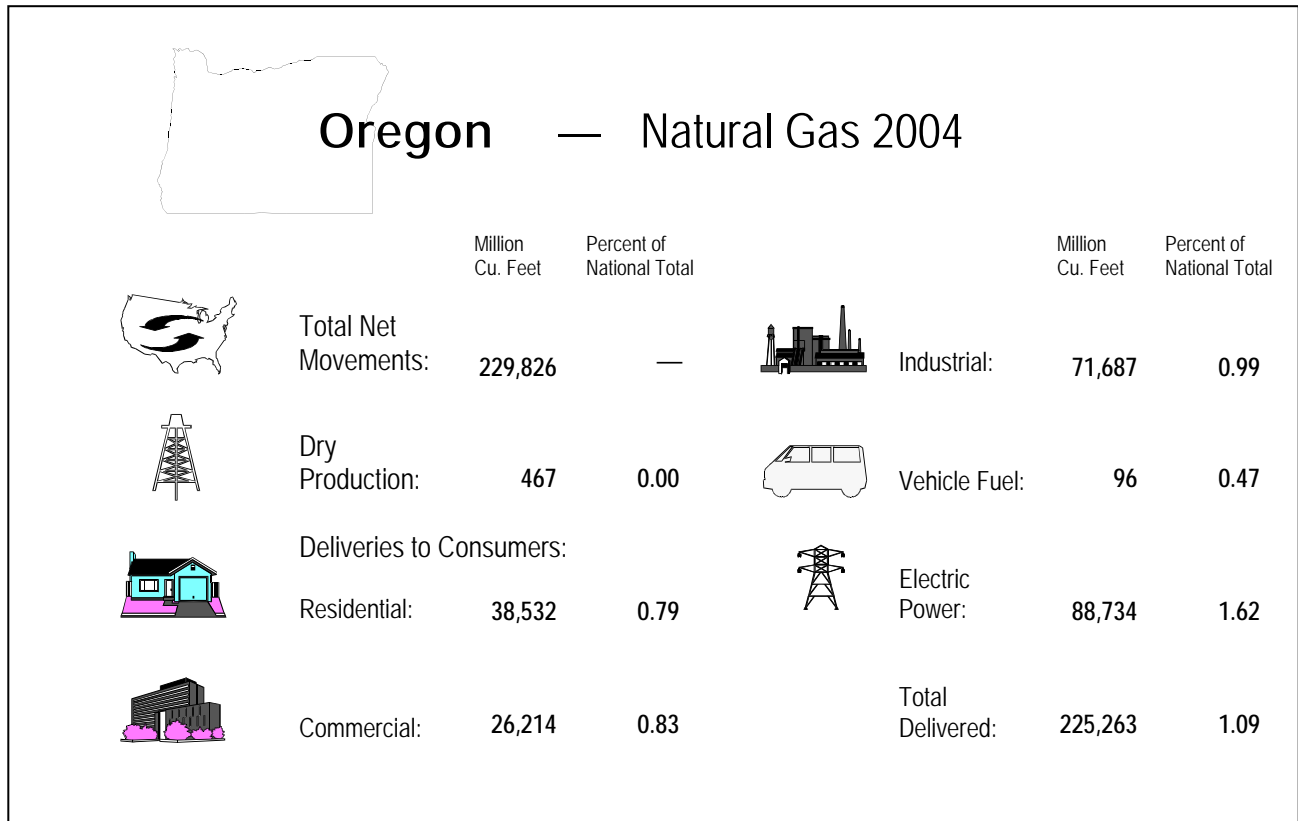 Oregon — Natural Gas 2004
Million Percent of
Cu. Feet National Total
Total Net
Movements: 229,826 —
Dry
Production: 467 0.00
Deliveries to Consumers:
Residential: 38,532 0.79
Commercial: 26,214 0.83
Million Percent of
Cu. Feet National Total
Industrial: 71,687 0.99
Vehicle Fuel: 96 0.47
Electric
Power: 88,734 1.62
Total
Delivered: 225,263 1.09